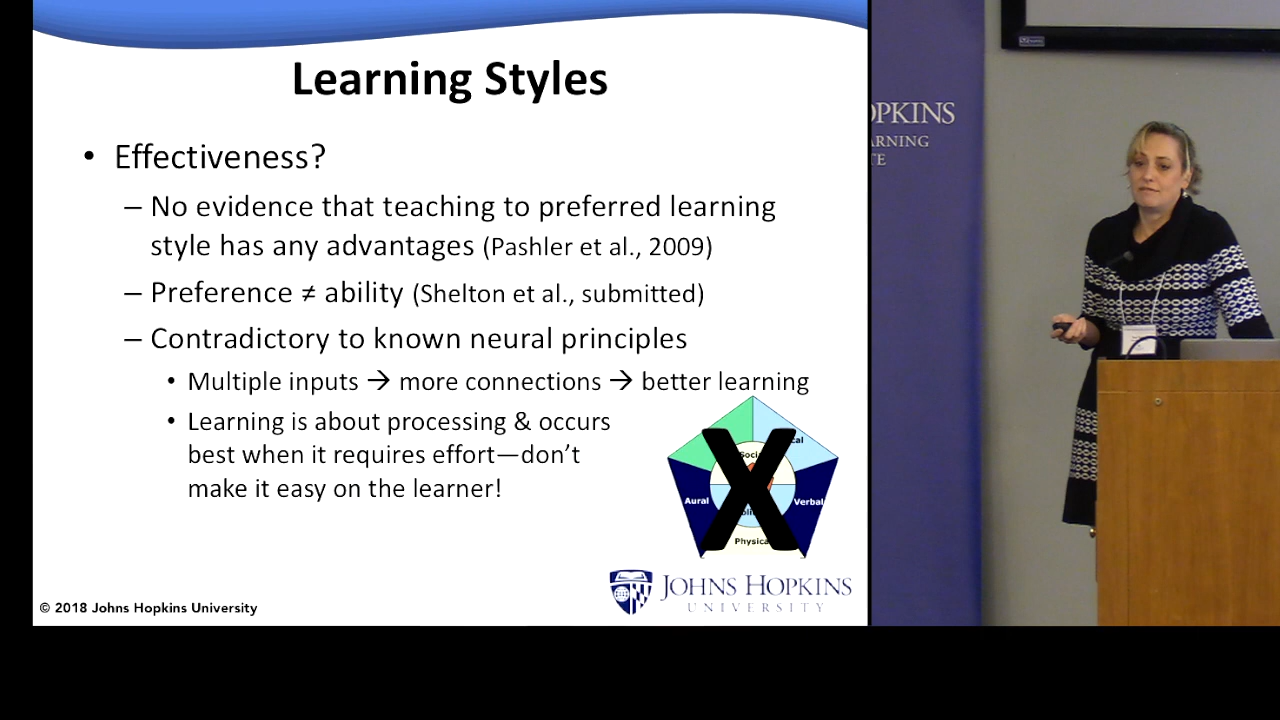 Learning Styles
• Effectiveness?
– No evidence that teaching to preferred learning
style has any advantages (Pashler et al., 2009)
– Preference ≠ ability (Shelton et al., submitted)
– Contradictory to known neural principles
• Multiple inputs → more connections → better learning
• Learning is about processing & occurs
best when it requires effort—don't
make it easy on the learner!
Aural
Verbal
© 2018 Johns Hopkins University
JOHNS HOPKINS
UNIVERSITY
OPKINS
ARNING
TE